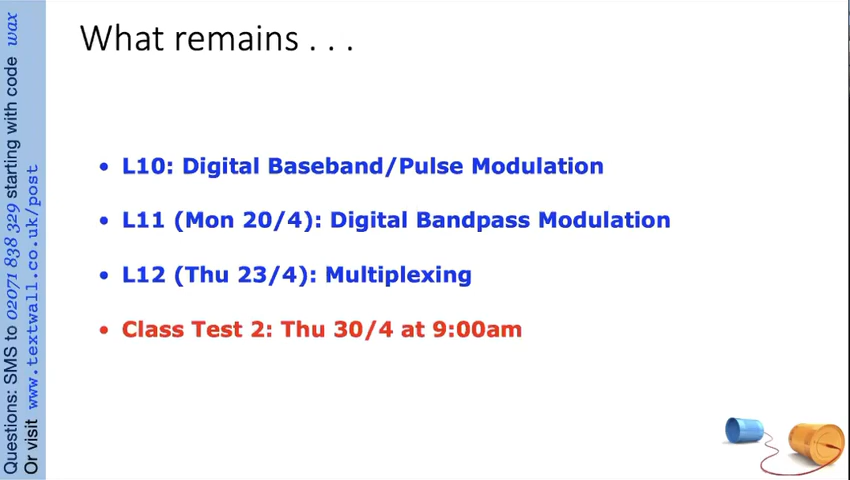 What remains . . .
• L10: Digital Baseband/Pulse Modulation
• L11 (Mon 20/4): Digital Bandpass Modulation
• L12 (Thu 23/4): Multiplexing
• Class Test 2: Thu 30/4 at 9:00am
Questions: SMS to 02071 838 329 starting with code wax
Or visit www.textwall.co.uk/post